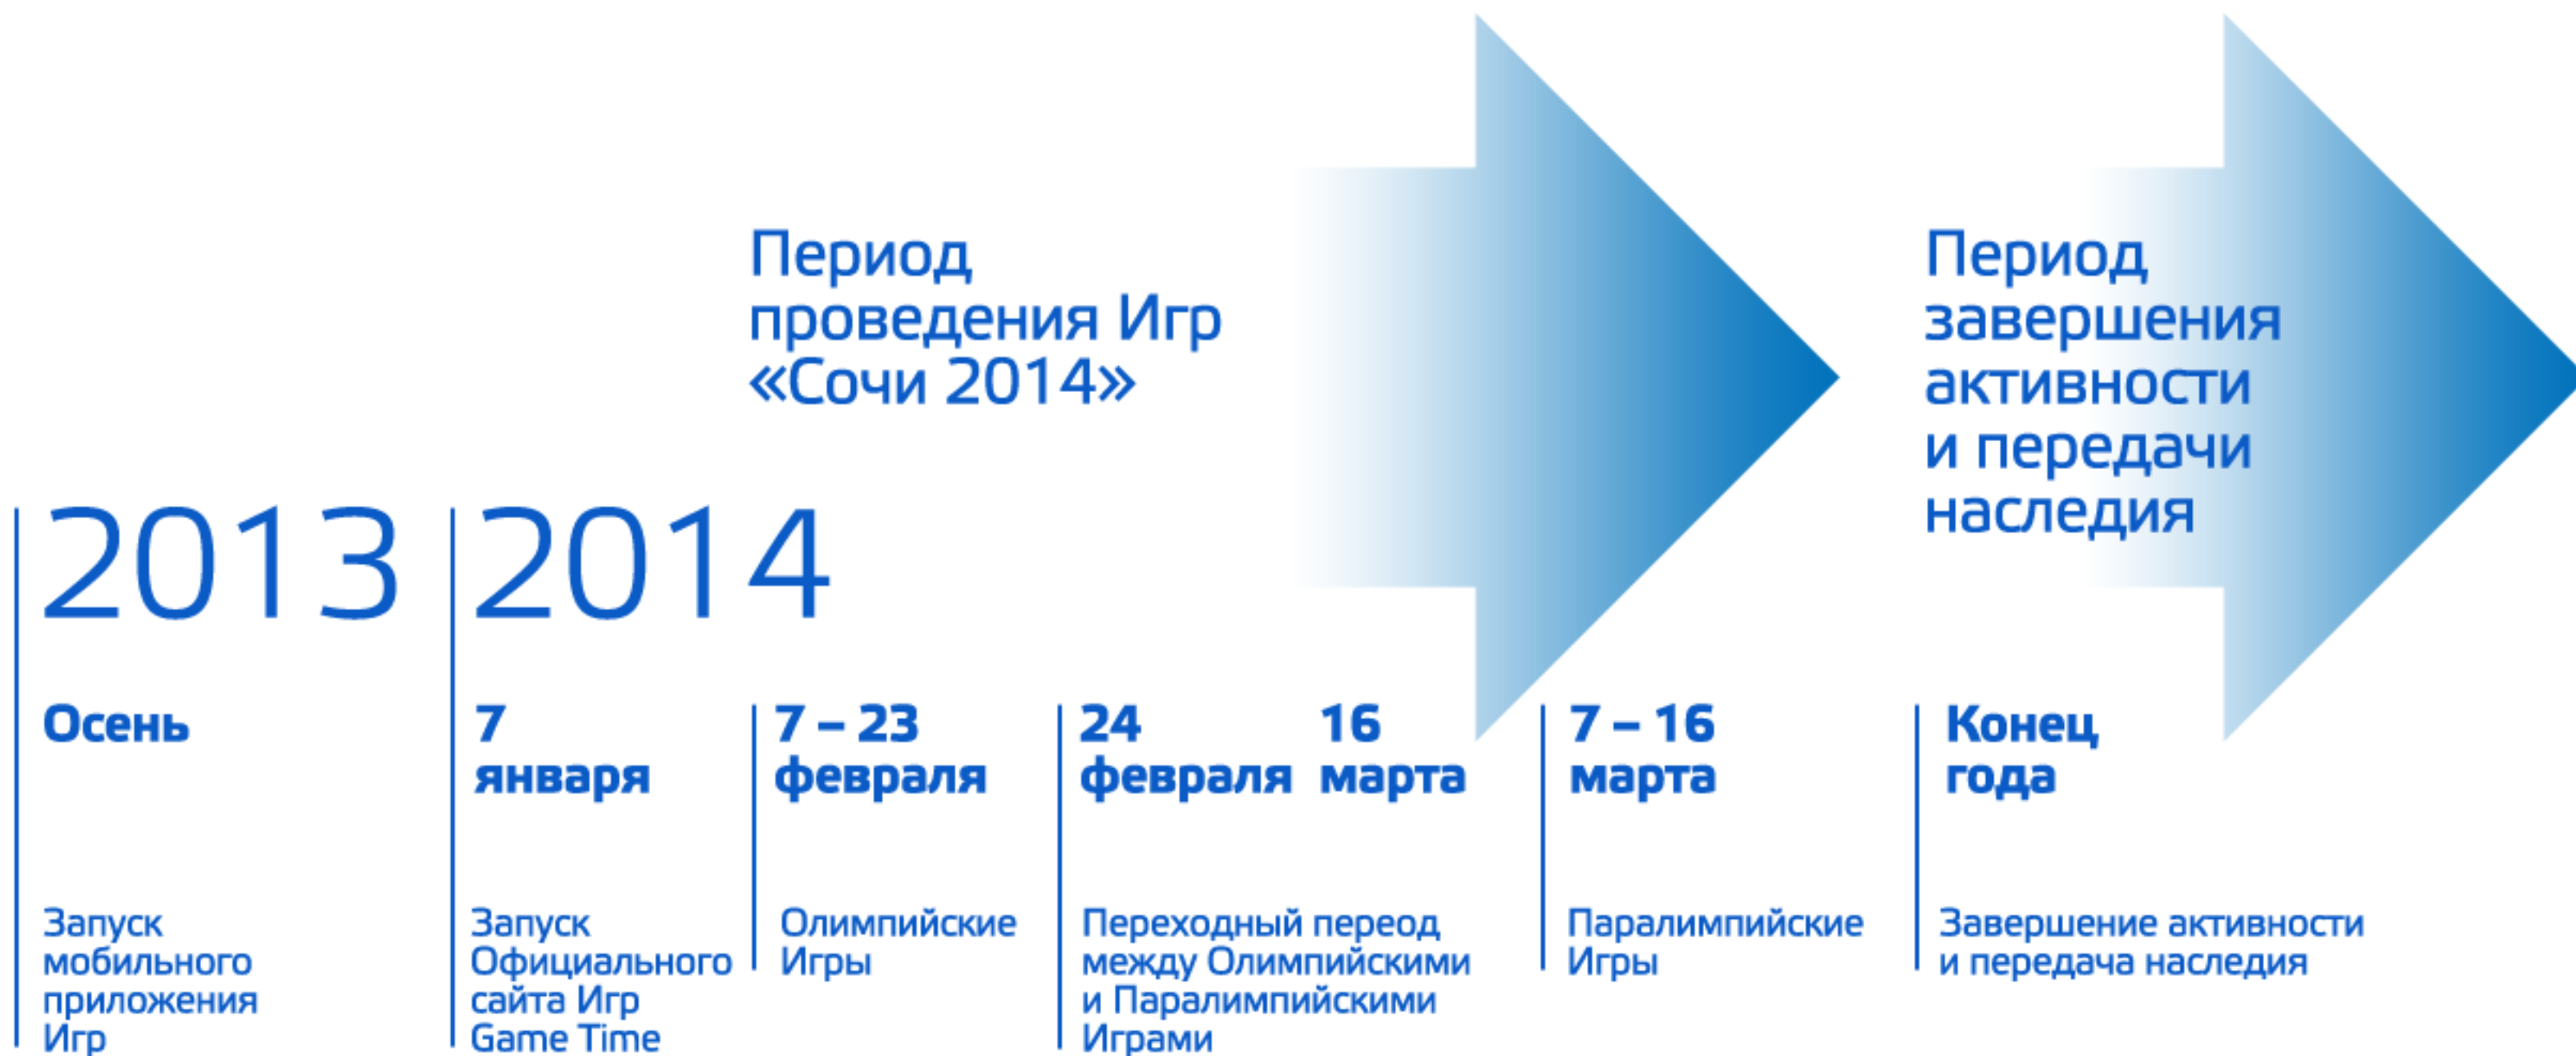 Период
проведения Игр
«Сочи 2014»
Период
завершения
активности
и передачи
наследия
2013
2014
Осень
7
января
7 – 23
февраля
24
февраля
16
марта
7 – 16
марта
Конец
года
Запуск
мобильного
приложения
Игр
Запуск
Официального
сайта Игр
Game Time
Олимпийские
Игры
Переходный переод
между Олимпийскими
и Паралимпийскими
Играми
Паралимпийские
Игры
Завершение активности
и передача наследия